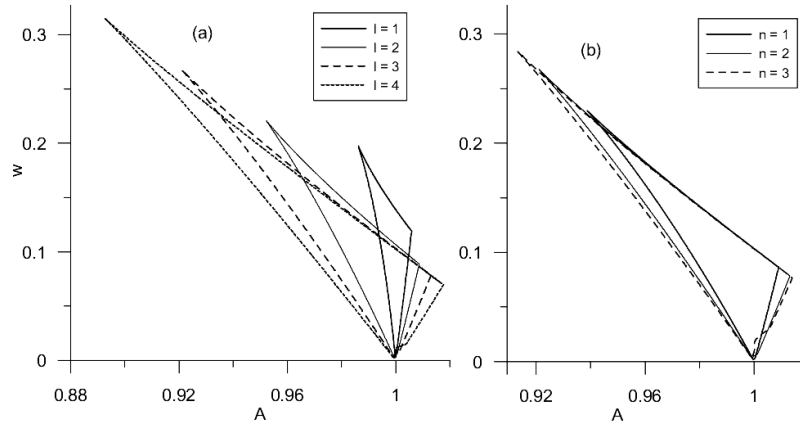 (a)
l = 1
l = 2
l = 3
l = 4
0.3
0.2
0.1
0
w
0.88
0.92
0.96
1
A
(b)
n = 1
n = 2
n = 3
0.3
0.2
0.1
0
0.92
0.96
1
A